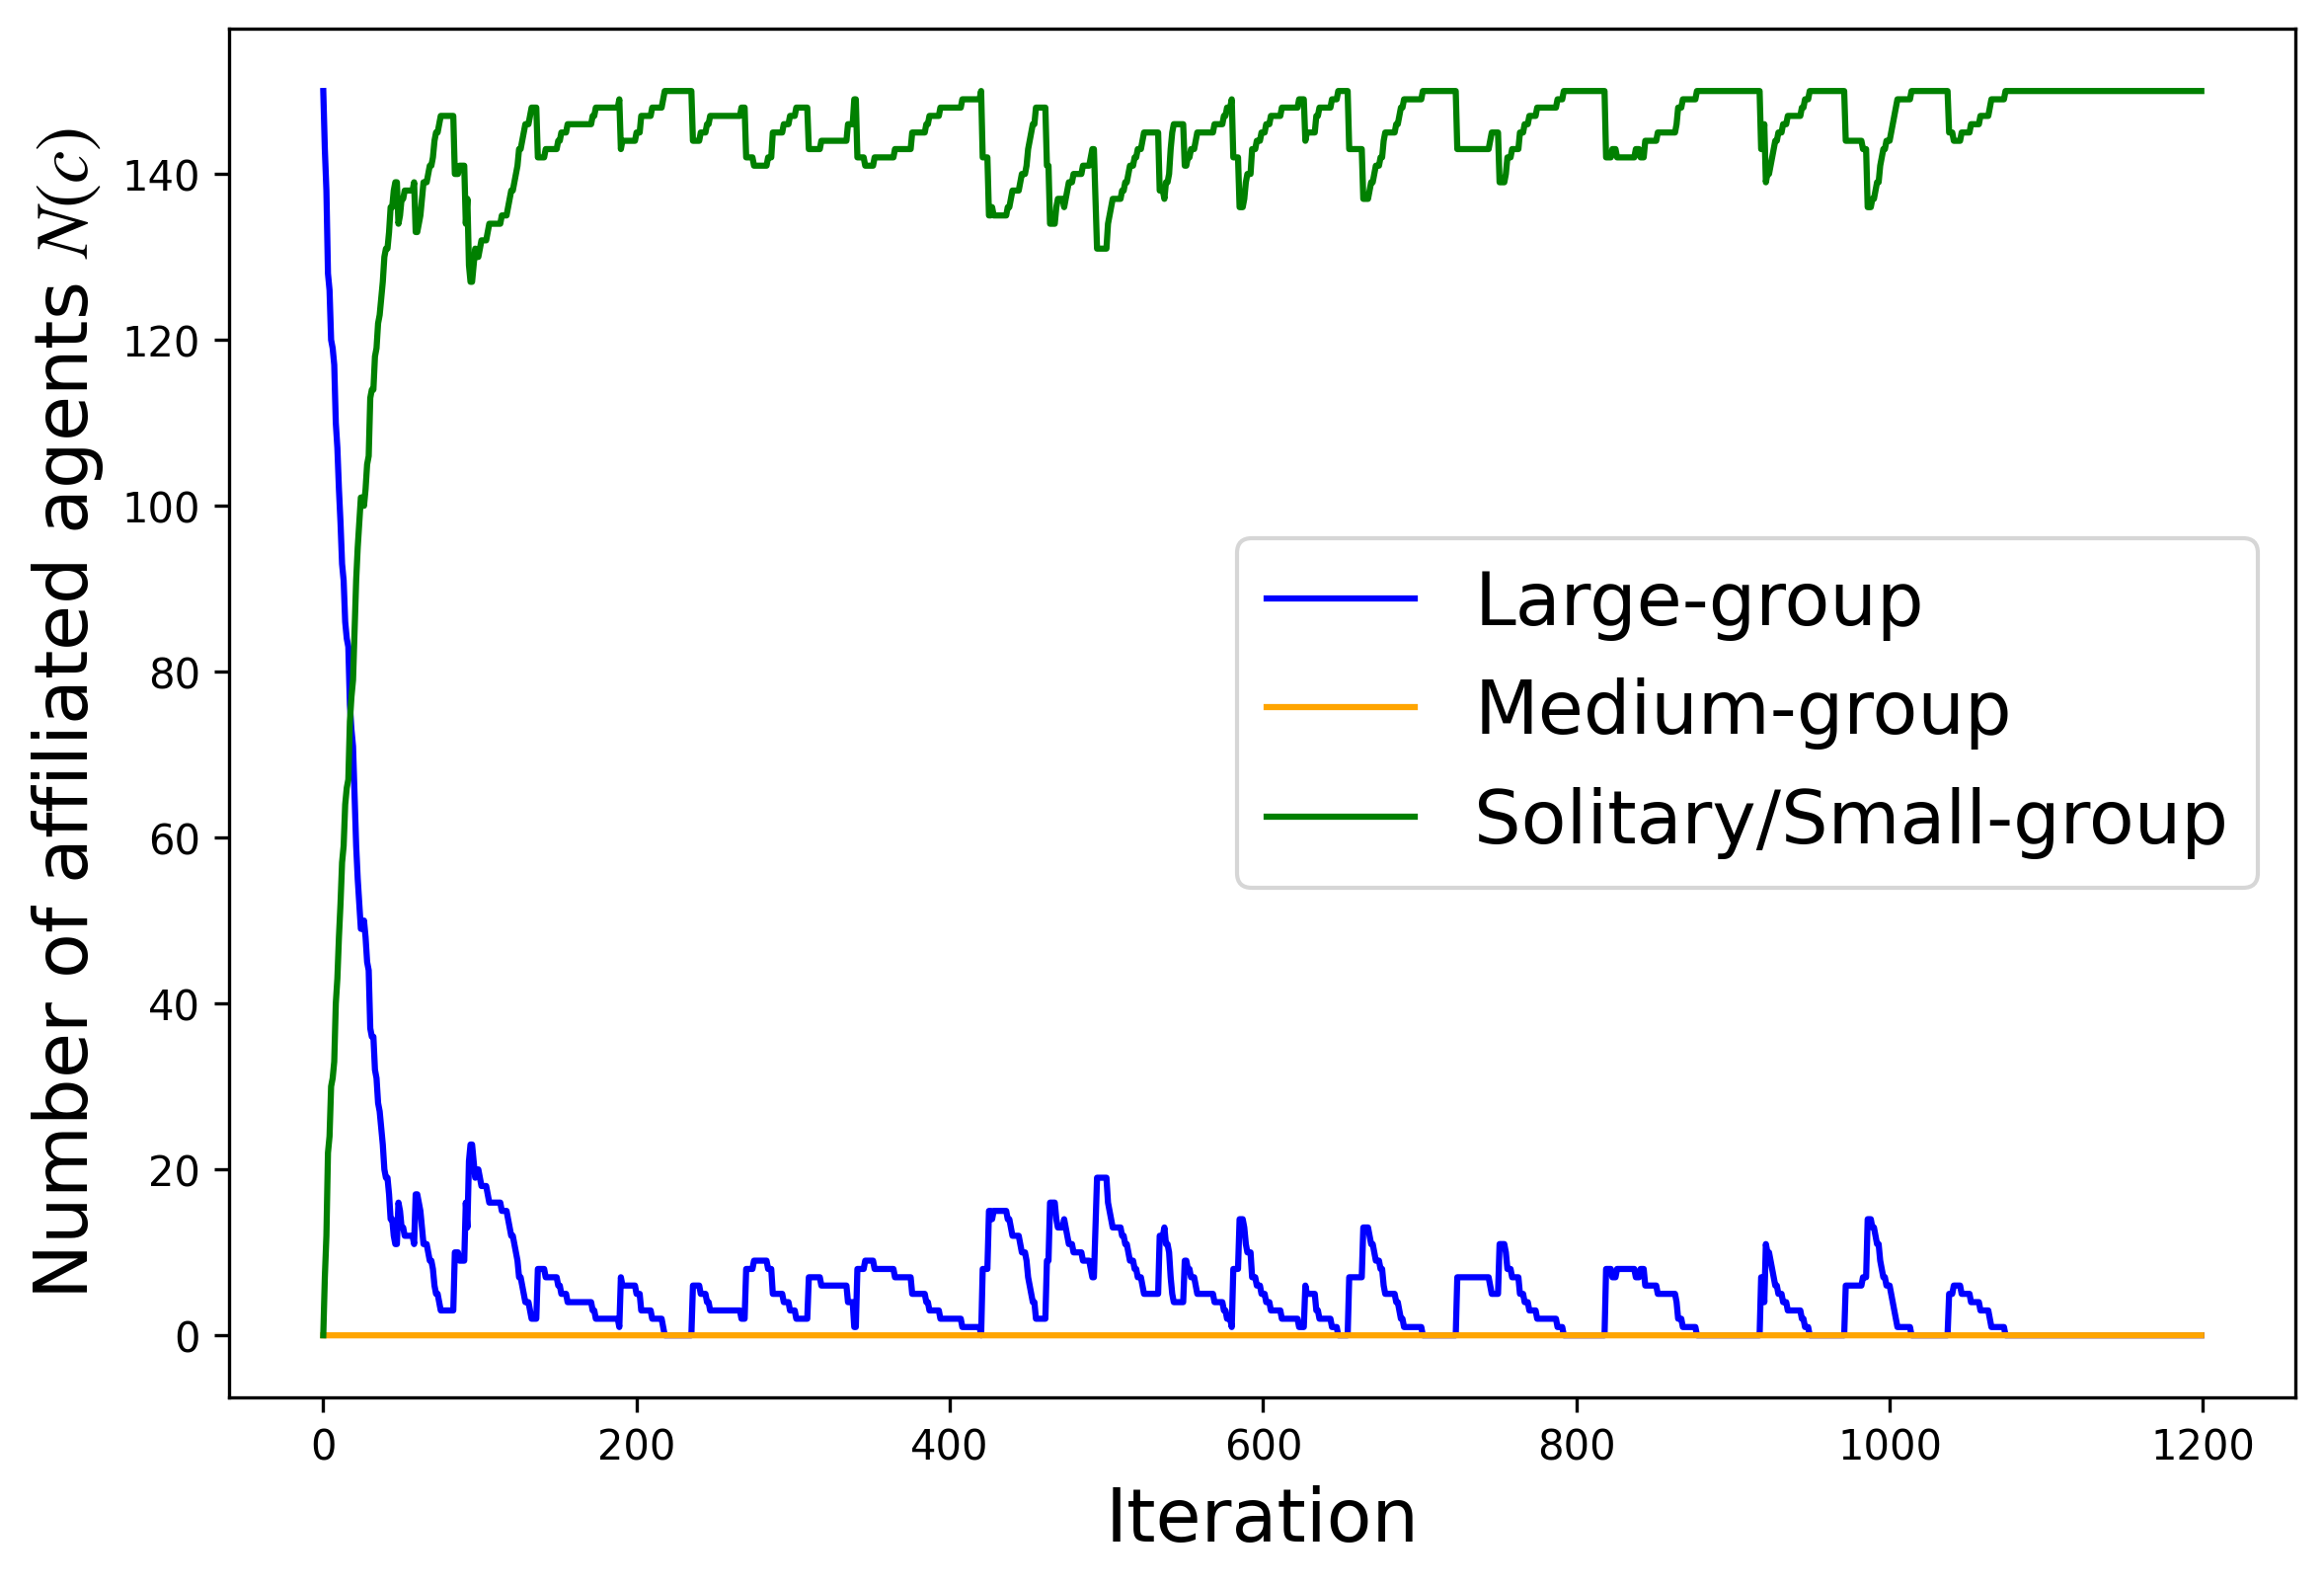 Number of affiliated agents N(c)
140
120
100
80
60
40
20
0
Large-group
Medium-group
Solitary/Small-group
0 200 400 600 800 1000 1200
Iteration